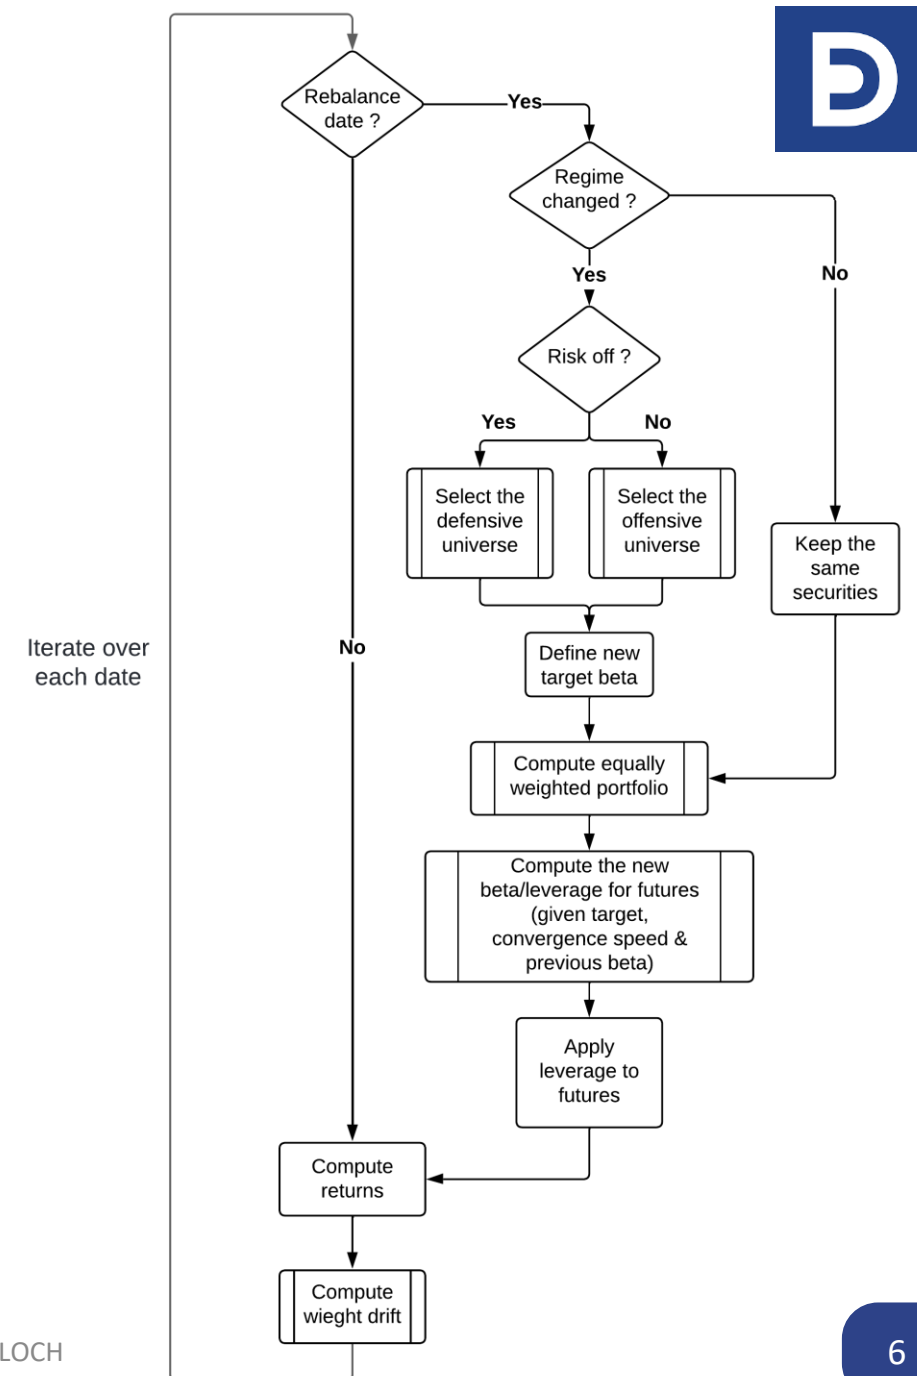 Rebalance
date ?
Yes
Regime
changed ?
No
Yes
Risk off ?
Yes
No
Select the
defensive
universe
Select the
offensive
universe
Keep the
same
securities
Iterate over
each date
No
Define new
target beta
Compute equally
weighted portfolio
Compute the new
beta/leverage for futures
(given target,
convergence speed &
previous beta)
Apply
leverage to
futures
Compute
returns
Compute
wieght drift
LOCH
6